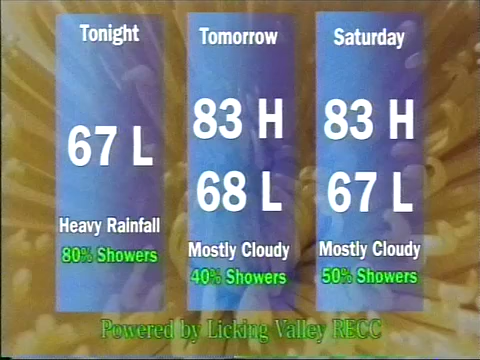 Tonight
67 L
Heavy Rainfall
80% Showers
Tomorrow
83 H
68 L
Mostly Cloudy
40% Showers
Saturday
83 H
67 L
Mostly Cloudy
50% Showers
Powered by Licking Valley RECC